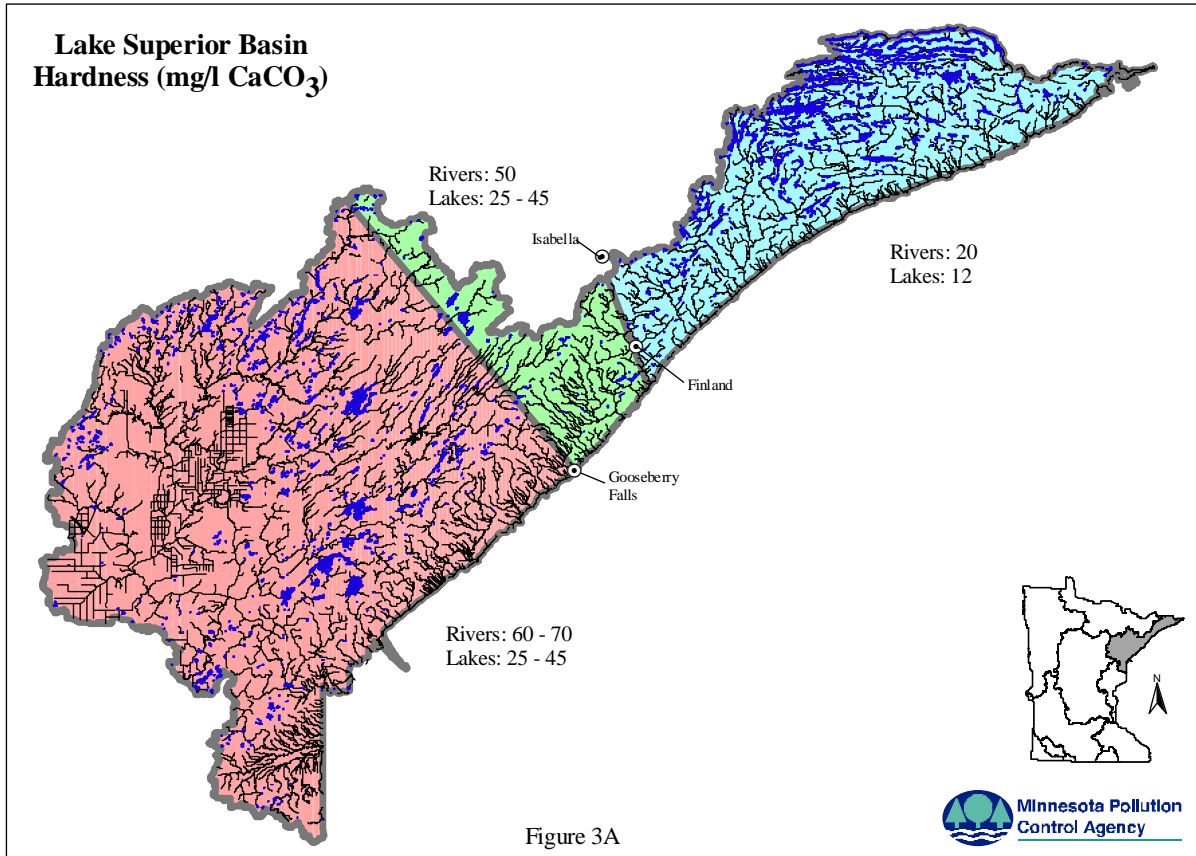 Lake Superior Basin
Hardness (mg/l CaCO3)
Rivers: 50
Lakes: 25 - 45
Isabella
Rivers: 20
Lakes: 12
Finland
Gooseberry
Falls
Rivers: 60 - 70
Lakes: 25 - 45
N
Figure 3A
Minnesota Pollution
Control Agency